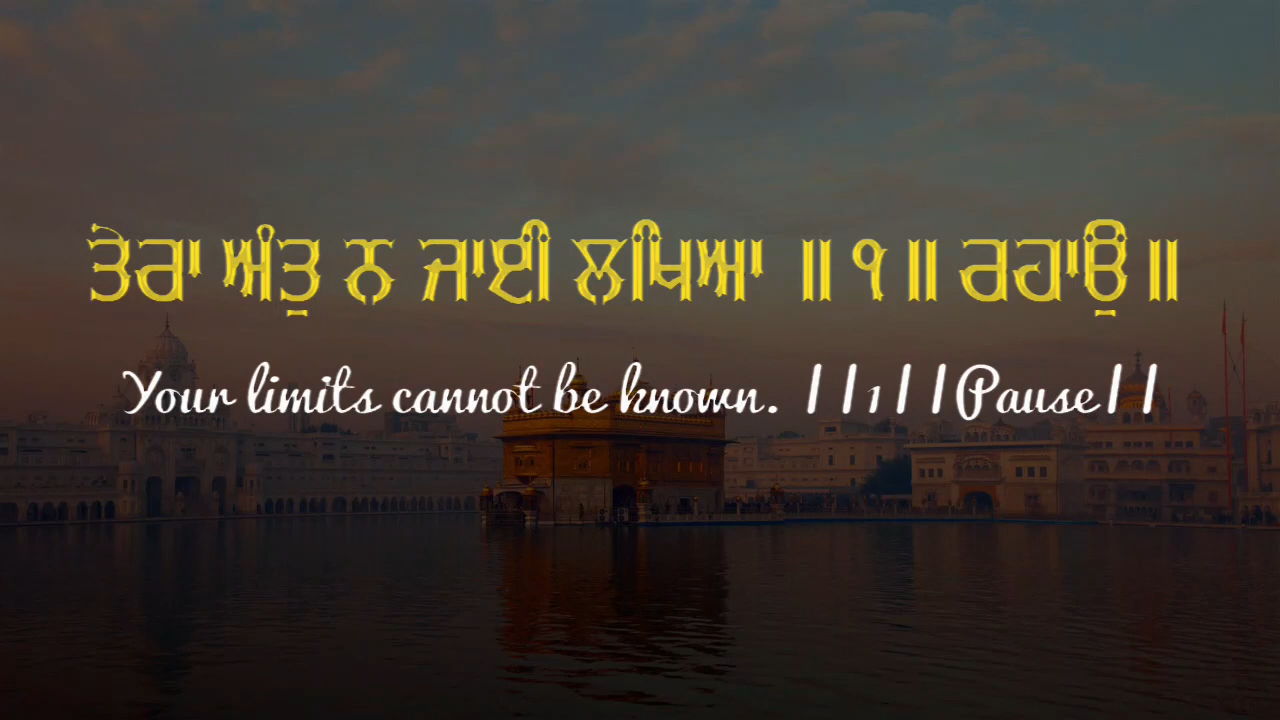 ਤੇਰਾ ਅੰਤੁ ਨ ਜਾਈ ਲਖਿਆ ॥ ੧ ॥ ਰਹਾਉ ॥
Your limits cannot be known. ||1||Pause||